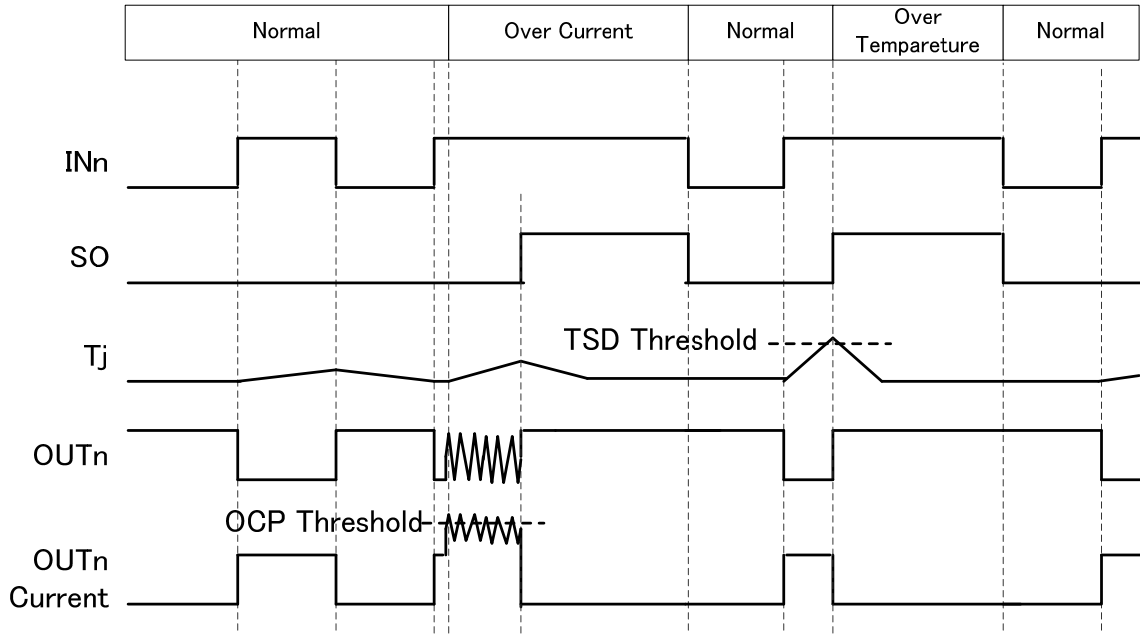 Normal
Over Current
Normal
Over
Tempareture
Normal
INn
SO
Tj
TSD Threshold
OUTn
OCP Threshold
OUTn
Current